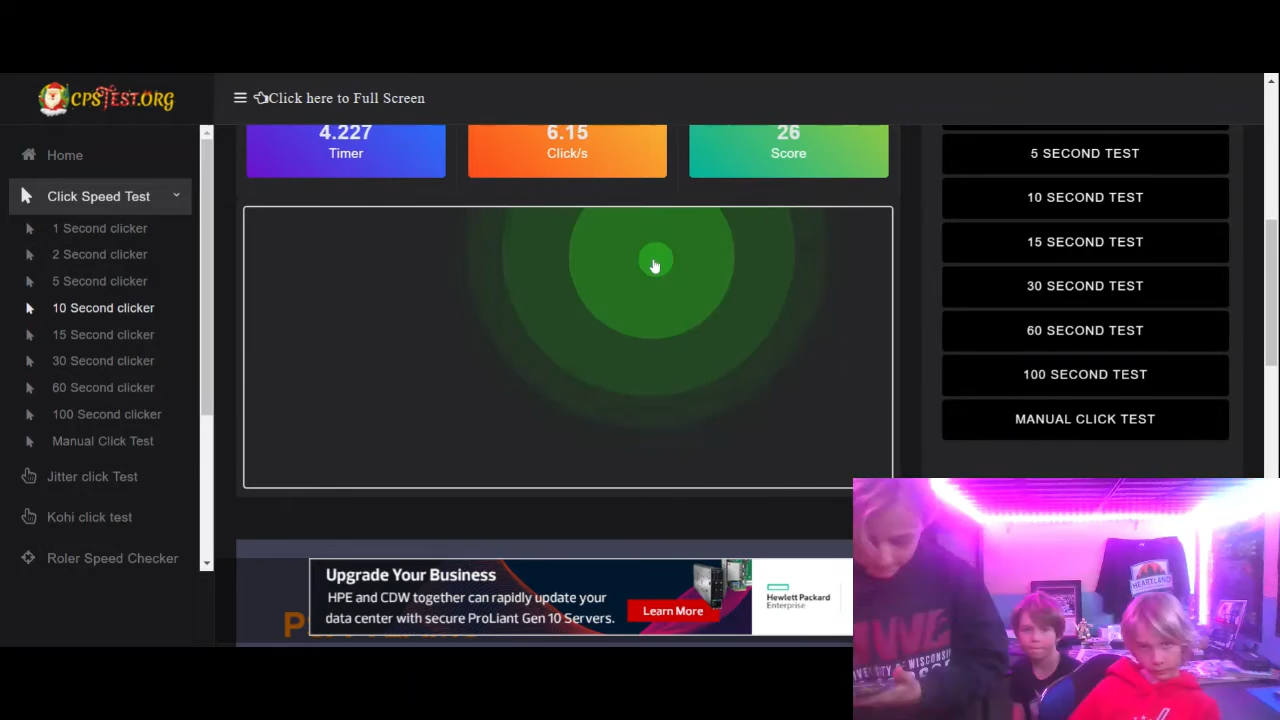 CPSTEST.ORG
Click here to Full Screen
Home
Click Speed Test
1 Second clicker
2 Second clicker
5 Second clicker
10 Second clicker
15 Second clicker
30 Second clicker
60 Second clicker
100 Second clicker
Manual Click Test
Jitter click Test
Kohi click test
Roler Speed Checker
4.227
Timer
6.15
Click/s
26
Score
5 SECOND TEST
10 SECOND TEST
15 SECOND TEST
30 SECOND TEST
60 SECOND TEST
100 SECOND TEST
MANUAL CLICK TEST
Upgrade Your Business
HPE and CDW together can rapidly update your
data center with secure ProLiant Gen 10 Servers.
Learn More
Hewlett Packard
Enterprise
HEARTLAND